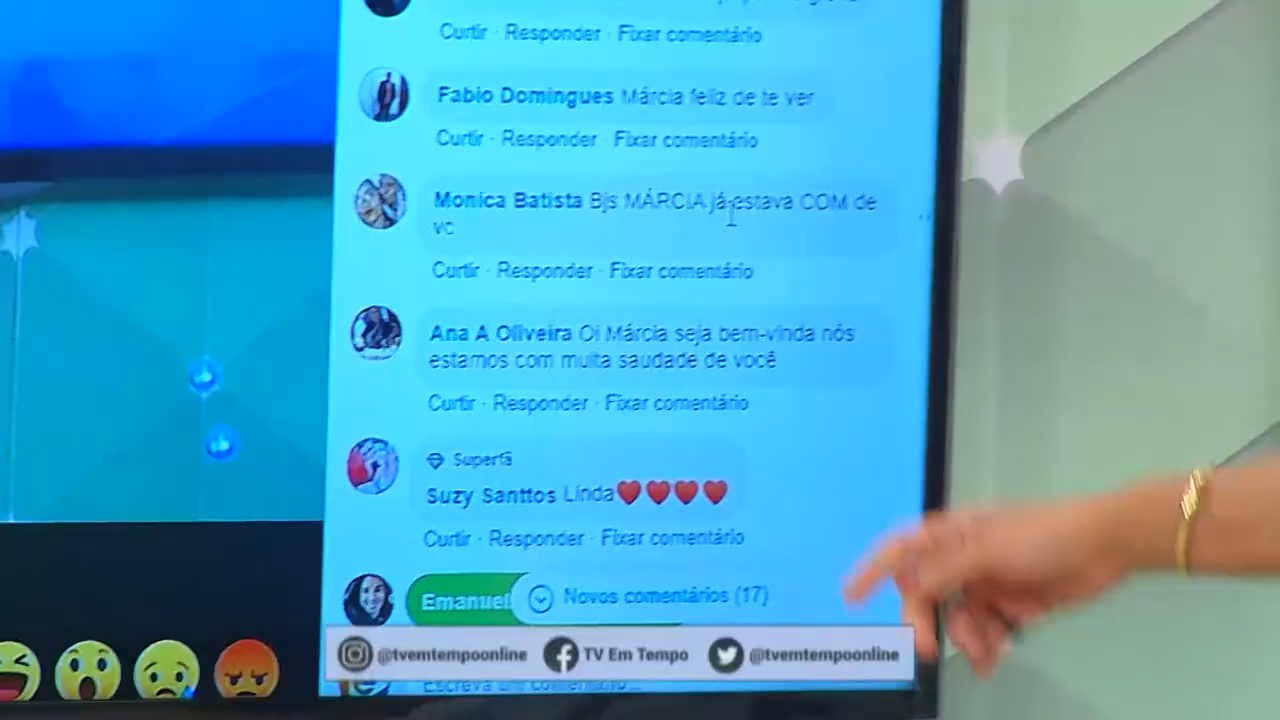 Curtir · Responder · Fixar comentário
Fabio Domingues Márcia feliz de te ver
Curtir · Responder · Fixar comentário
Monica Batista Bjs MÁRCIA já estava COM de
vc
Curtir · Responder · Fixar comentário
Ana A Oliveira Oi Márcia seja bem-vinda nós
estamos com muita saudade de você
Curtir · Responder · Fixar comentário
Superfã
Suzy Santtos Linda❤❤❤❤
Curtir · Responder · Fixar comentário
Emanuel
Novos comentários (17)
@tvemtempoonline TV Em Tempo @tvemtempoonline
Escreva um comentário...